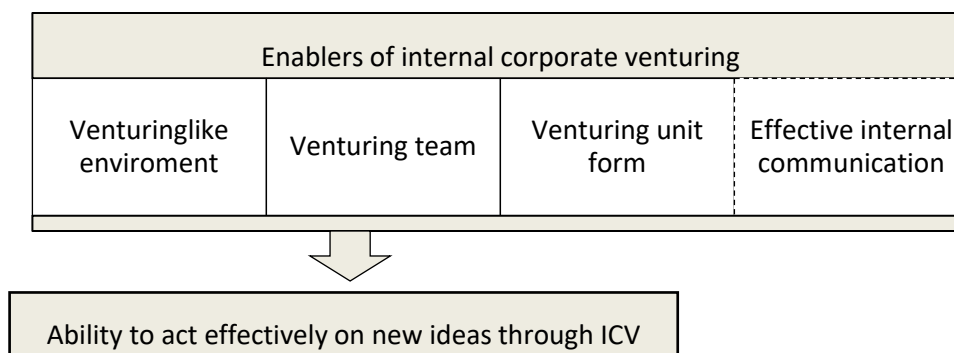 Enablers of internal corporate venturing
Venturinglike
enviroment
Venturing team
Venturing unit
form
Effective internal
communication
Ability to act effectively on new ideas through ICV